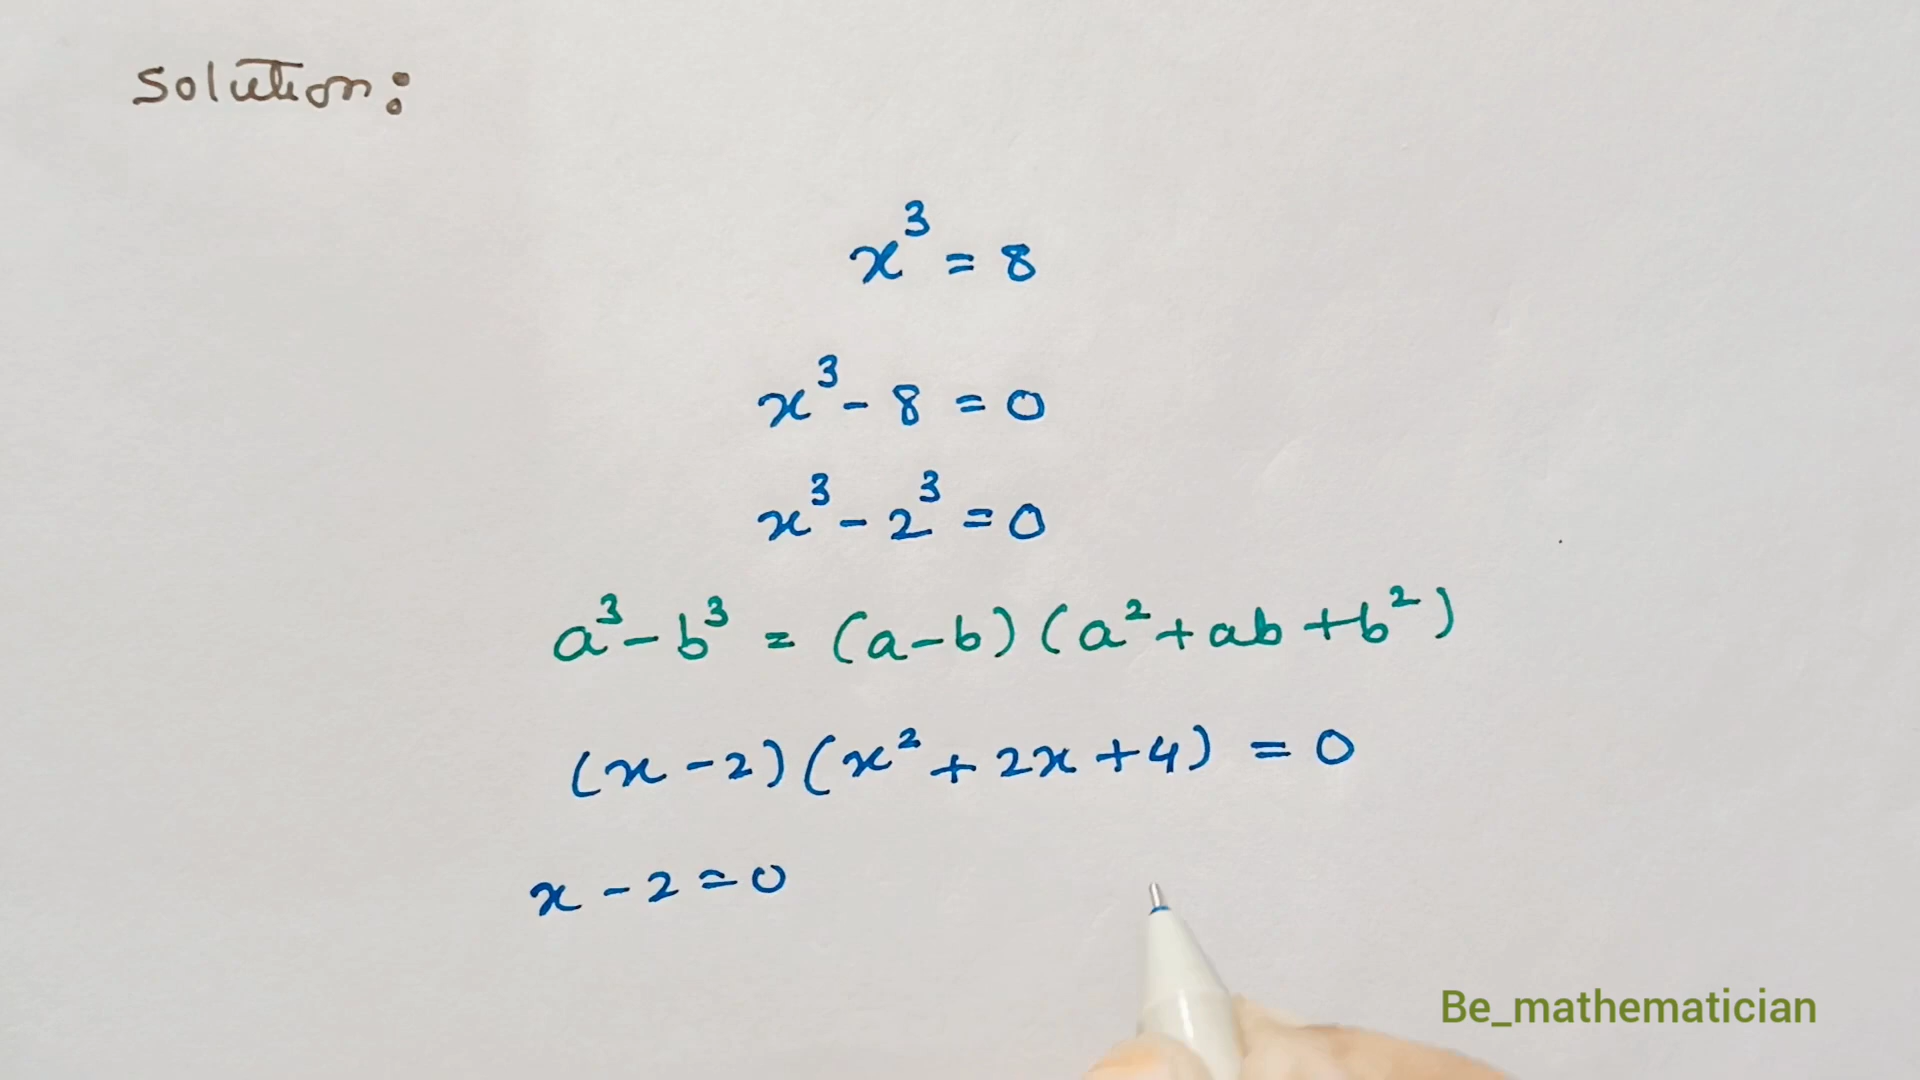 Solution:
x³ = 8
x³ - 8 = 0
x³ - 2³ = 0
a³ - b³ = (a-b) (a² + ab + b²)
(x - 2) (x² + 2x + 4) = 0
x - 2 = 0
Be_mathematician